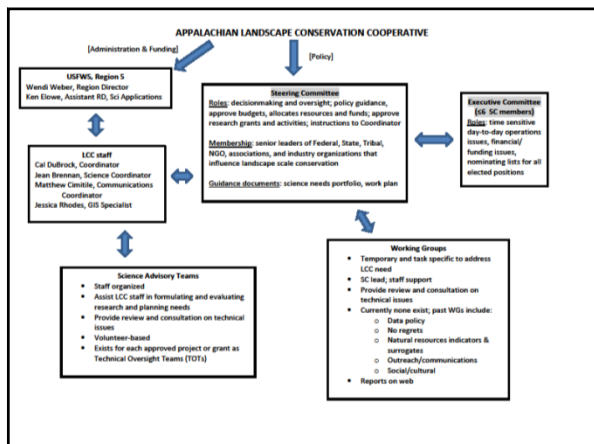 APPALACHIAN LANDSCAPE CONSERVATION COOPERATIVE
[Administration & Funding]
[Policy]
USFWS, Region 5
Wendi Weber, Region Director
Ken Elowe, Assistant RD, Sci Applications
Steering Committee
Roles: decisionmaking and oversight; policy guidance,
approve budgets, allocates resources and funds; approve
research grants and activities; instructions to Coordinator
Membership: senior leaders of Federal, State, Tribal,
NGO, associations, and industry organizations that
influence landscape scale conservation
Guidance documents: science needs portfolio, work plan
Executive Committee
(≤6 SC members)
Roles: time sensitive
day-to-day operations
issues, financial/
funding issues,
nominating lists for all
elected positions
LCC staff
Cal DuBrock, Coordinator
Jean Brennan, Science Coordinator
Matthew Cimitile, Communications
Coordinator
Jessica Rhodes, GIS Specialist
Science Advisory Teams
• Staff organized
• Assist LCC staff in formulating and evaluating
research and planning needs
• Provide review and consultation on technical
issues
• Volunteer-based
• Exists for each approved project or grant as
Technical Oversight Teams (TOTs)
Working Groups
• Temporary and task specific to address
LCC need
• SC lead; staff support
• Provide review and consultation on
technical issues
• Currently none exist; past WGs include:
o Data policy
o No regrets
o Natural resources indicators &
surrogates
o Outreach/communications
o Social/cultural
• Reports on web